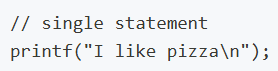 // single statement
printf("I like pizza\n");